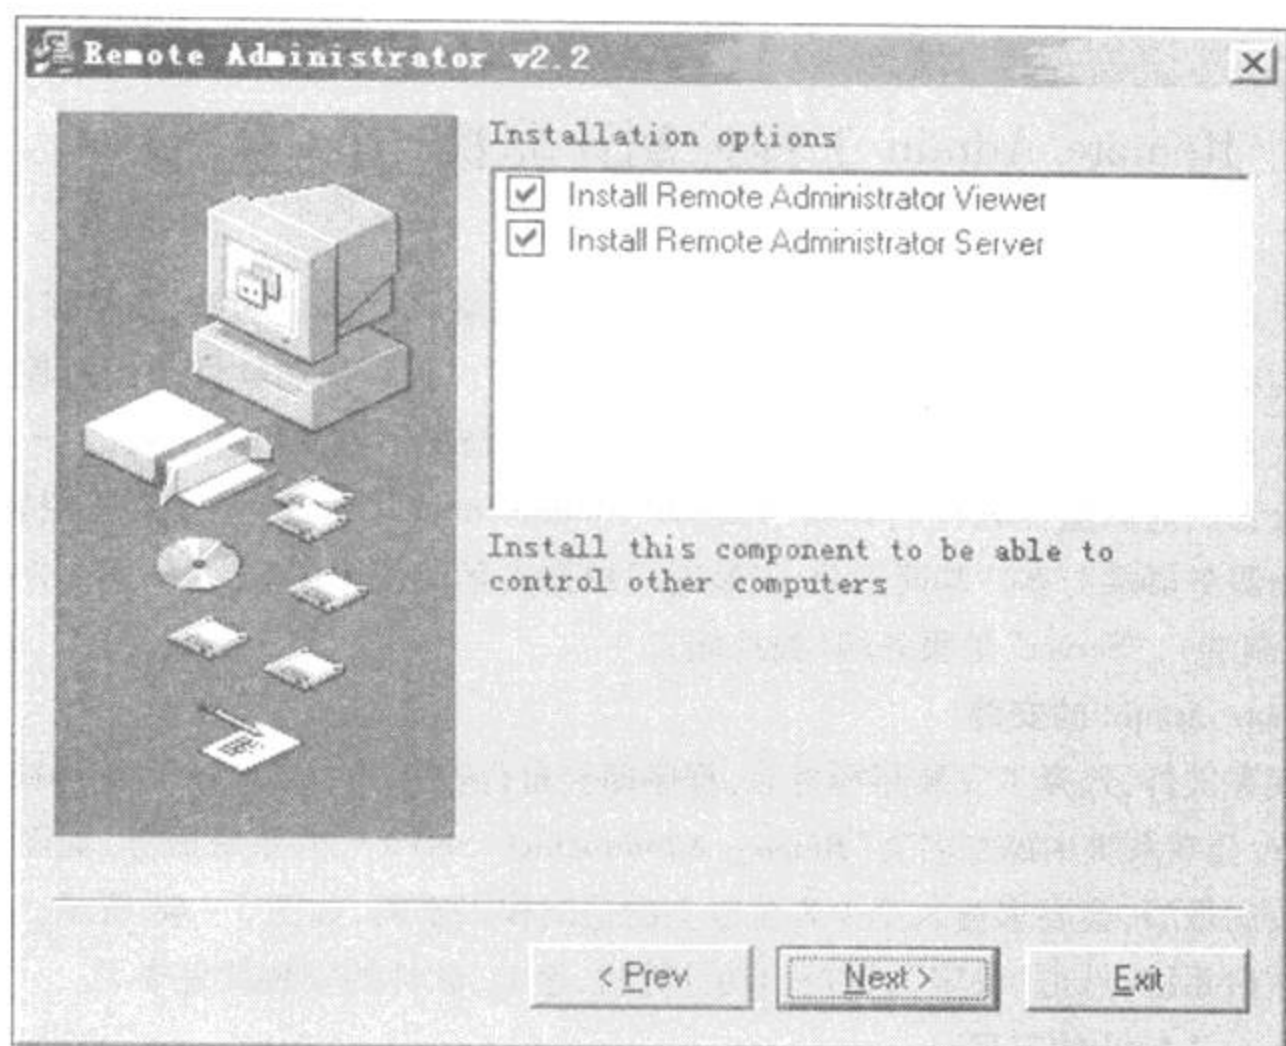 Remote Administrator v2.2
Installation options
Install Remote Administrator Viewer
Install Remote Administrator Server
Install this component to be able to
control other computers
< Prev
Next >
Exit